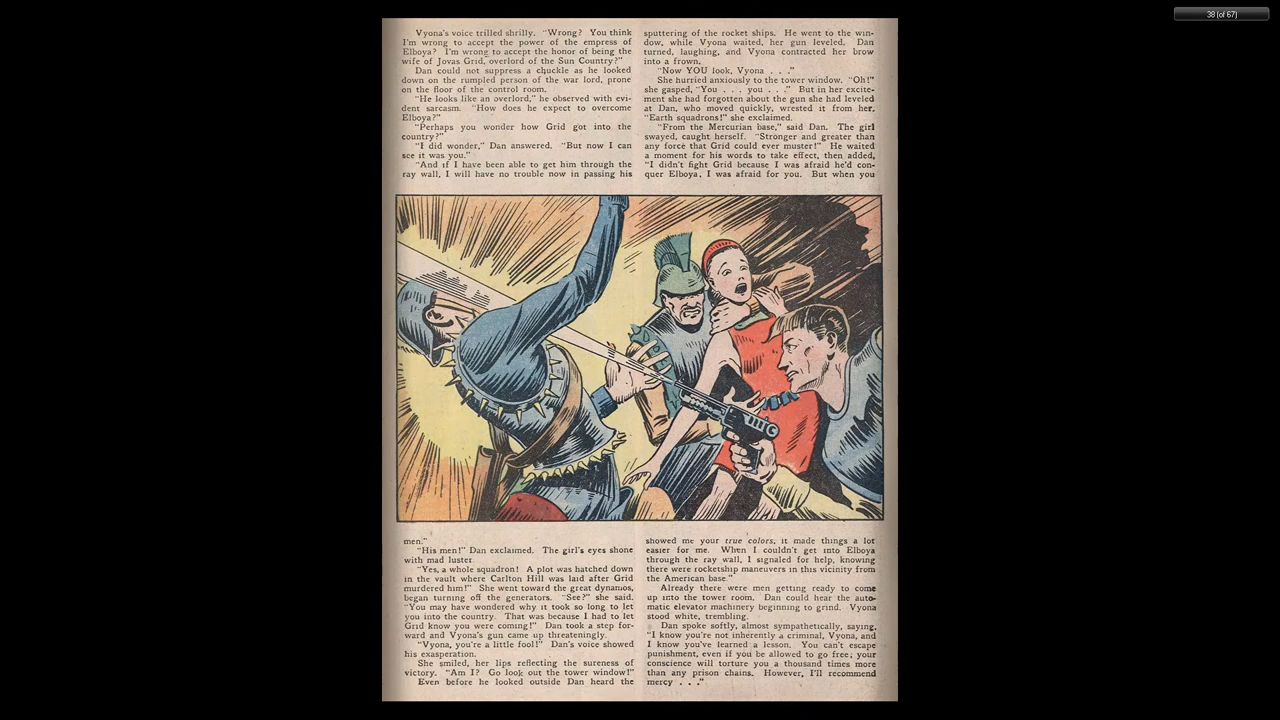 38 (of 67)
Vyona's voice trilled shrilly. "Wrong? You think
I'm wrong to accept the power of the empress of
Elboya? I'm wrong to accept the honor of being the
wife of Jovas Grid, overlord of the Sun Country?"
Dan could not suppress a chuckle as he looked
down on the rumpled person of the war lord, prone
on the floor of the control room.
"He looks like an overlord," he observed with evi-
dent sarcasm. "How does he expect to overcome
Elboya?"
"Perhaps you wonder how Grid got into the
country?"
"I did wonder," Dan answered. "But now I can
see it was you."
"And if I have been able to get him through the
ray wall, I will have no trouble now in passing his
men."
"His men!" Dan exclaimed. The girl's eyes shone
with mad luster
"Yes, a whole squadron! A plot was hatched down
in the vault where Carlton Hill was laid after Grid
murdered him!" She went toward the great dynamos,
began turning off the generators. "See?" she said.
"You may have wondered why it took so long to let
you into the country. That was because I had to let
Grid know you were coming!" Dan took a step for-
ward and Vyona's gun came up threateningly.
"Vyona, you're a little fool!" Dan's voice showed
his exasperation.
She smiled, her lips reflecting the sureness of
victory. "Am I? Go look out the tower window!"
Even before he looked outside Dan heard the
sputtering of the rocket ships. He went to the win-
dow, while Vyona waited, her gun leveled. Dan
turned, laughing, and Vyona contracted her brow
into a frown.
"Now YOU look, Vyona . . ."
She hurried anxiously to the tower window. "Oh!"
she gasped, "You . . . you . . ." But in her excite-
ment she had forgotten about the gun she had leveled
at Dan, who moved quickly, wrested it from her.
"Earth squadrons!" she exclaimed.
"From the Mercurian base," said Dan. The girl
swayed, caught herself. "Stronger and greater than
any force that Grid could ever muster!" He waited
a moment for his words to take effect, then added,
"I didn't fight Grid because I was afraid he'd con-
quer Elboya, I was afraid for you. But when you
showed me your true colors, it made things a lot
easier for me. When I couldn't get into Elboya
through the ray wall, I signaled for help, knowing
there were rocketship maneuvers in this vicinity from
the American base."
Already there were men getting ready to come
up into the tower room. Dan could hear the auto-
matic elevator machinery beginning to grind. Vyona
stood white, trembling.
Dan spoke softly, almost sympathetically, saying,
"I know you're not inherently a criminal, Vyona, and
I know you've learned a lesson. You can't escape
punishment, even if you be allowed to go free; your
conscience will torture you a thousand times more
than any prison chains. However, I'll recommend
mercy . . ."